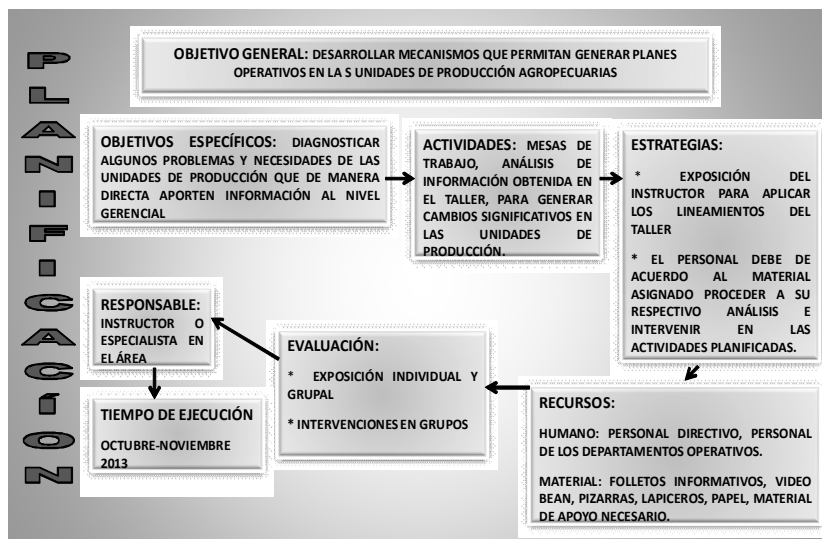 PLANIFICACIÓN
OBJETIVO GENERAL: DESARROLLAR MECANISMOS QUE PERMITAN GENERAR PLANES
OPERATIVOS EN LA S UNIDADES DE PRODUCCIÓN AGROPECUARIAS
OBJETIVOS ESPECÍFICOS: DIAGNOSTICAR
ALGUNOS PROBLEMAS Y NECESIDADES DE LAS
UNIDADES DE PRODUCCIÓN QUE DE MANERA
DIRECTA APORTEN INFORMACIÓN AL NIVEL
GERENCIAL
ACTIVIDADES: MESAS DE
TRABAJO, ANÁLISIS DE
INFORMACIÓN OBTENIDA EN
EL TALLER, PARA GENERAR
CAMBIOS SIGNIFICATIVOS EN
LAS UNIDADES DE
PRODUCCIÓN.
ESTRATEGIAS:
* EXPOSICIÓN DEL
INSTRUCTOR PARA APLICAR
LOS LINEAMIENTOS DEL
TALLER
* EL PERSONAL DEBE DE
ACUERDO AL MATERIAL
ASIGNADO PROCEDER A SU
RESPECTIVO ANÁLISIS E
INTERVENIR EN LAS
ACTIVIDADES PLANIFICADAS.
RECURSOS:
HUMANO: PERSONAL DIRECTIVO, PERSONAL
DE LOS DEPARTAMENTOS OPERATIVOS.
MATERIAL: FOLLETOS INFORMATIVOS, VIDEO
BEAN, PIZARRAS, LAPICEROS, PAPEL, MATERIAL
DE APOYO NECESARIO.
EVALUACIÓN:
* EXPOSICIÓN INDIVIDUAL Y
GRUPAL
* INTERVENCIONES EN GRUPOS
RESPONSABLE:
INSTRUCTOR O
ESPECIALISTA EN
EL ÁREA
TIEMPO DE EJECUCIÓN
OCTUBRE-NOVIEMBRE
2013